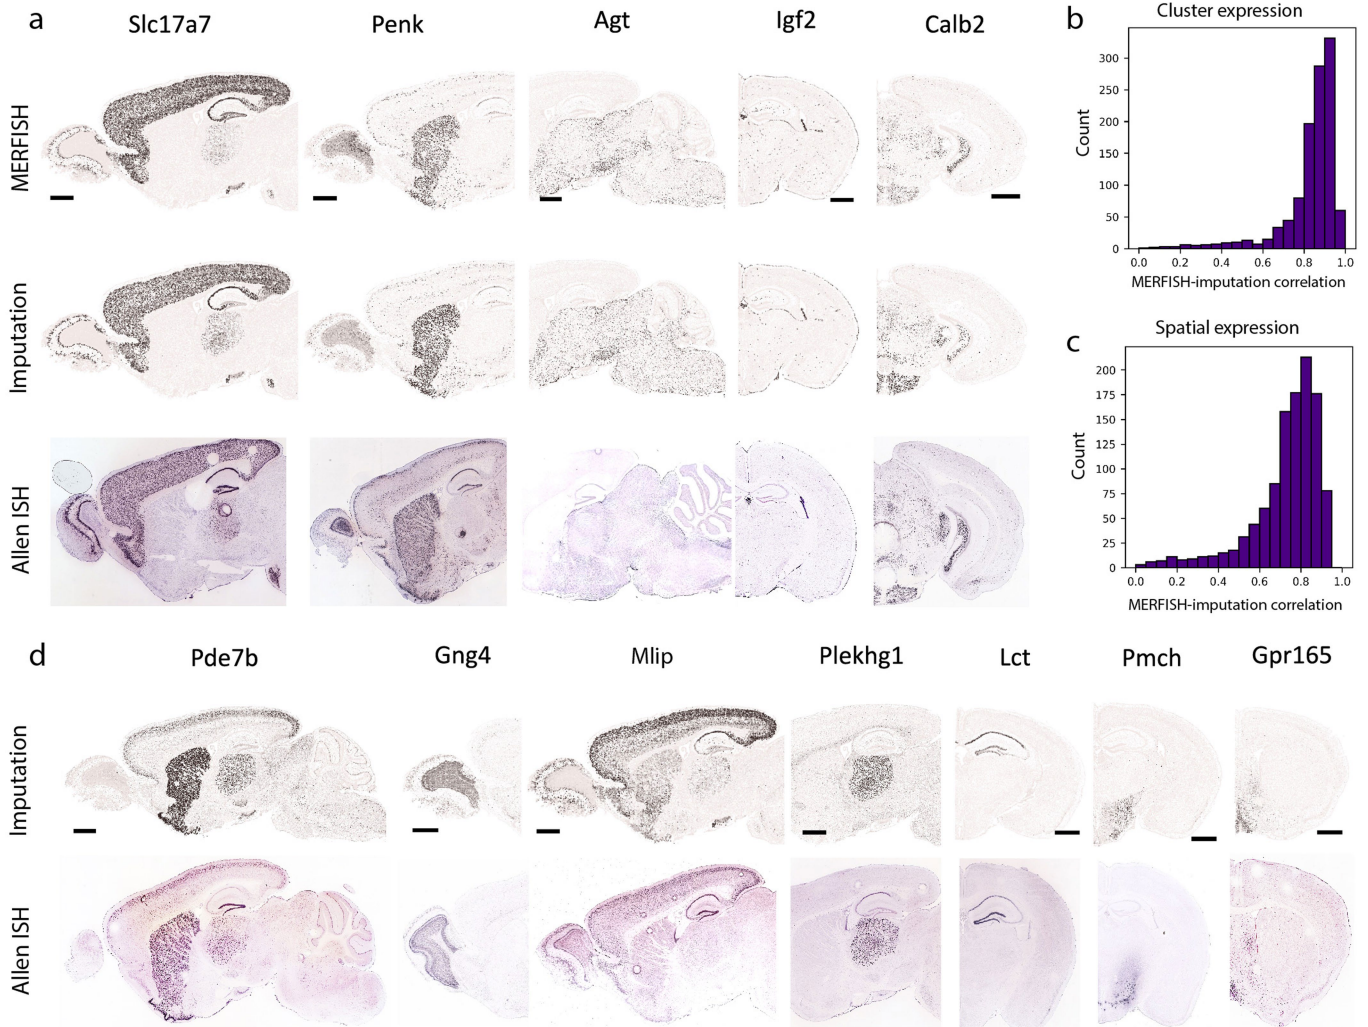 a
Slc17a7 Penk Agt Igf2 Calb2
MERFISH
Imputation
Allen ISH
b
Cluster expression
Count
300
250
200
150
100
50
0
0.0 0.2 0.4 0.6 0.8 1.0
MERFISH-imputation correlation
c
Spatial expression
Count
200
175
150
125
100
75
50
25
0
0.0 0.2 0.4 0.6 0.8 1.0
MERFISH-imputation correlation
d
Pde7b Gng4 Mlip Plekhg1 Lct Pmch Gpr165
Imputation
Allen ISH